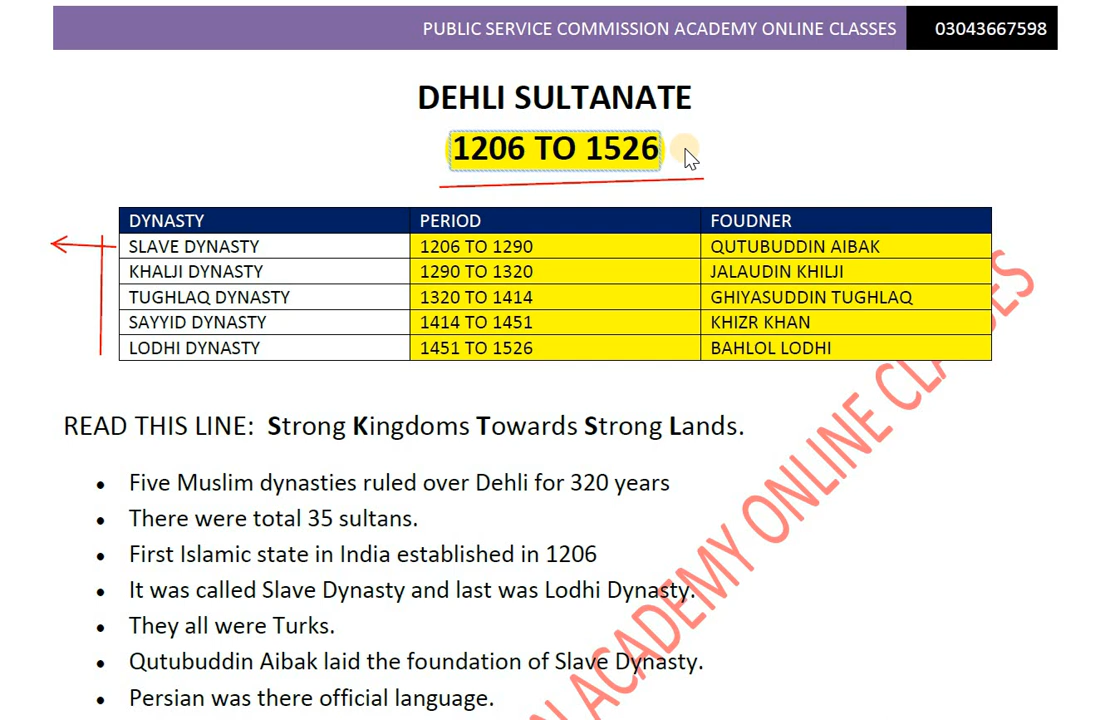 PUBLIC SERVICE COMMISSION ACADEMY ONLINE CLASSES 03043667598
DEHLI SULTANATE
1206 TO 1526
DYNASTY PERIOD FOUDNER
SLAVE DYNASTY 1206 TO 1290 QUTUBUDDIN AIBAK
KHALJI DYNASTY 1290 TO 1320 JALAUDIN KHILJI
TUGHLAQ DYNASTY 1320 TO 1414 GHIYASUDDIN TUGHLAQ
SAYYID DYNASTY 1414 TO 1451 KHIZR KHAN
LODHI DYNASTY 1451 TO 1526 BAHLOL LODHI
READ THIS LINE: Strong Kingdoms Towards Strong Lands.
• Five Muslim dynasties ruled over Dehli for 320 years
• There were total 35 sultans.
• First Islamic state in India established in 1206
• It was called Slave Dynasty and last was Lodhi Dynasty.
• They all were Turks.
• Qutubuddin Aibak laid the foundation of Slave Dynasty.
• Persian was there official language.
N ACADEMY ONLINE CLASSES